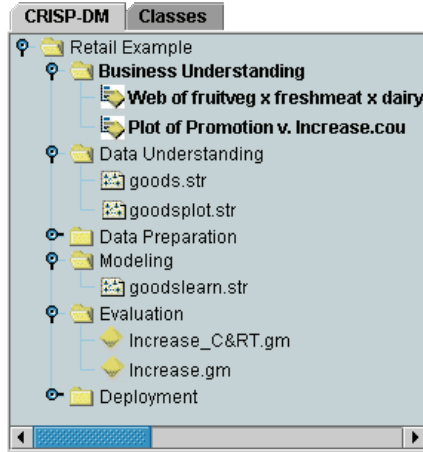 CRISP-DM Classes
Retail Example
Business Understanding
Web of fruitveg x freshmeat x dairy
Plot of Promotion v. Increase.cou
Data Understanding
goods.str
goodsplot.str
Data Preparation
Modeling
goodslearn.str
Evaluation
Increase_C&RT.gm
Increase.gm
Deployment